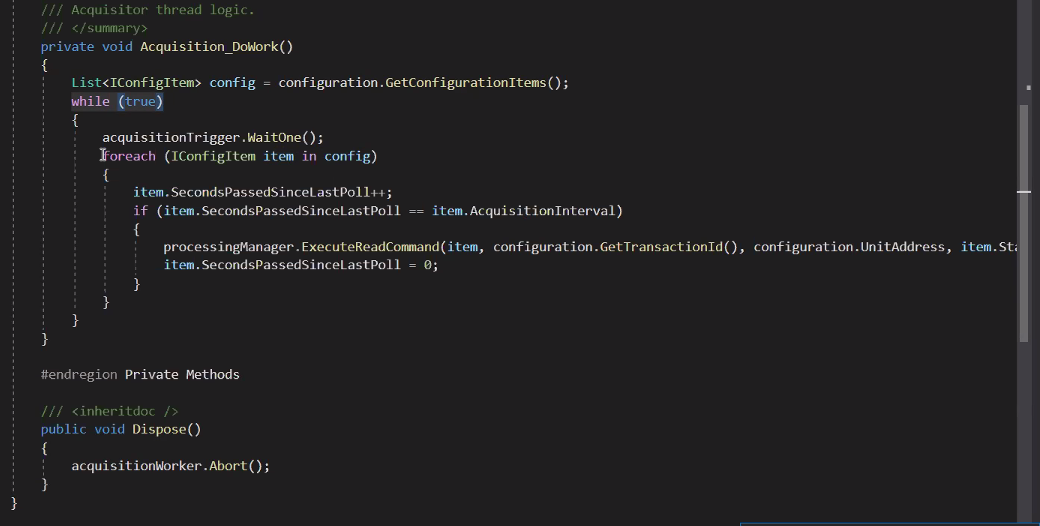 /// Acquisitor thread logic.
/// </summary>
private void Acquisition_DoWork()
{
List<IConfigItem> config = configuration.GetConfigurationItems();
while (true)
{
acquisitionTrigger.WaitOne();
foreach (IConfigItem item in config)
{
item.SecondsPassedSinceLastPoll++;
if (item.SecondsPassedSinceLastPoll == item.AcquisitionInterval)
{
processingManager.ExecuteReadCommand(item, configuration.GetTransactionId(), configuration.UnitAddress, item.Sta
item.SecondsPassedSinceLastPoll = 0;
}
}
}
}
#endregion Private Methods
/// <inheritdoc />
public void Dispose()
{
acquisitionWorker.Abort();
}
}